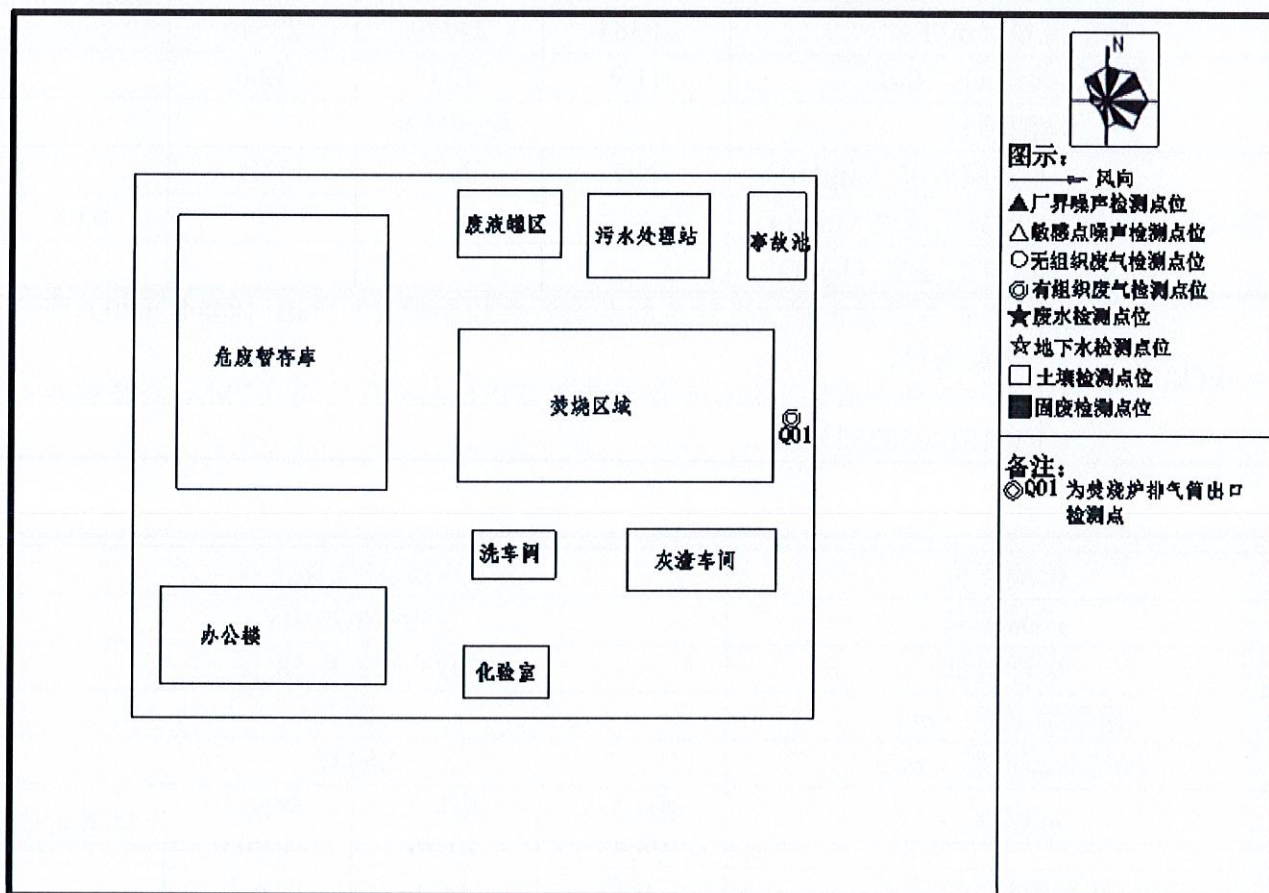 N
图示：
风向
▲厂界噪声检测点位
△敏感点噪声检测点位
○无组织废气检测点位
◎有组织废气检测点位
★废水检测点位
☆地下水检测点位
□土壤检测点位
■固废检测点位
备注：
◎Q01 为焚烧炉排气筒出口
检测点
废液罐区
污水处理站
事故池
危废暂存库
焚烧区域
Q01
洗车间
灰渣车间
办公楼
化验室